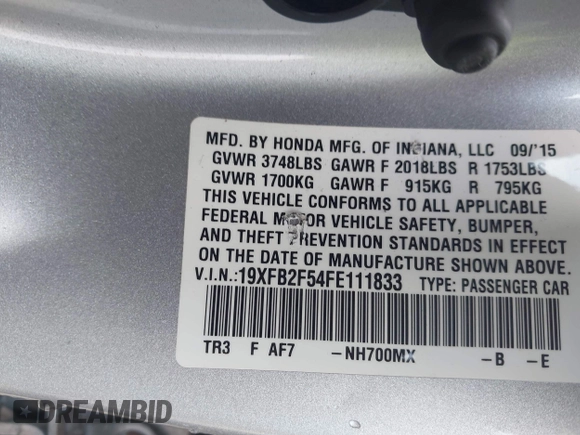 MFD. BY HONDA MFG. OF INDIANA, LLC 09/'15
GVWR 3748LBS GAWR F 2018LBS R 1753LBS
GVWR 1700KG GAWR F 915KG R 795KG
THIS VEHICLE CONFORMS TO ALL APPLICABLE
FEDERAL MOTOR VEHICLE SAFETY, BUMPER,
AND THEFT PREVENTION STANDARDS IN EFFECT
ON THE DATE OF MANUFACTURE SHOWN ABOVE.
V.I.N.:19XFB2F54FE111833 TYPE: PASSENGER CAR
TR3 F AF7 -NH700MX -B -E
DREAMBID